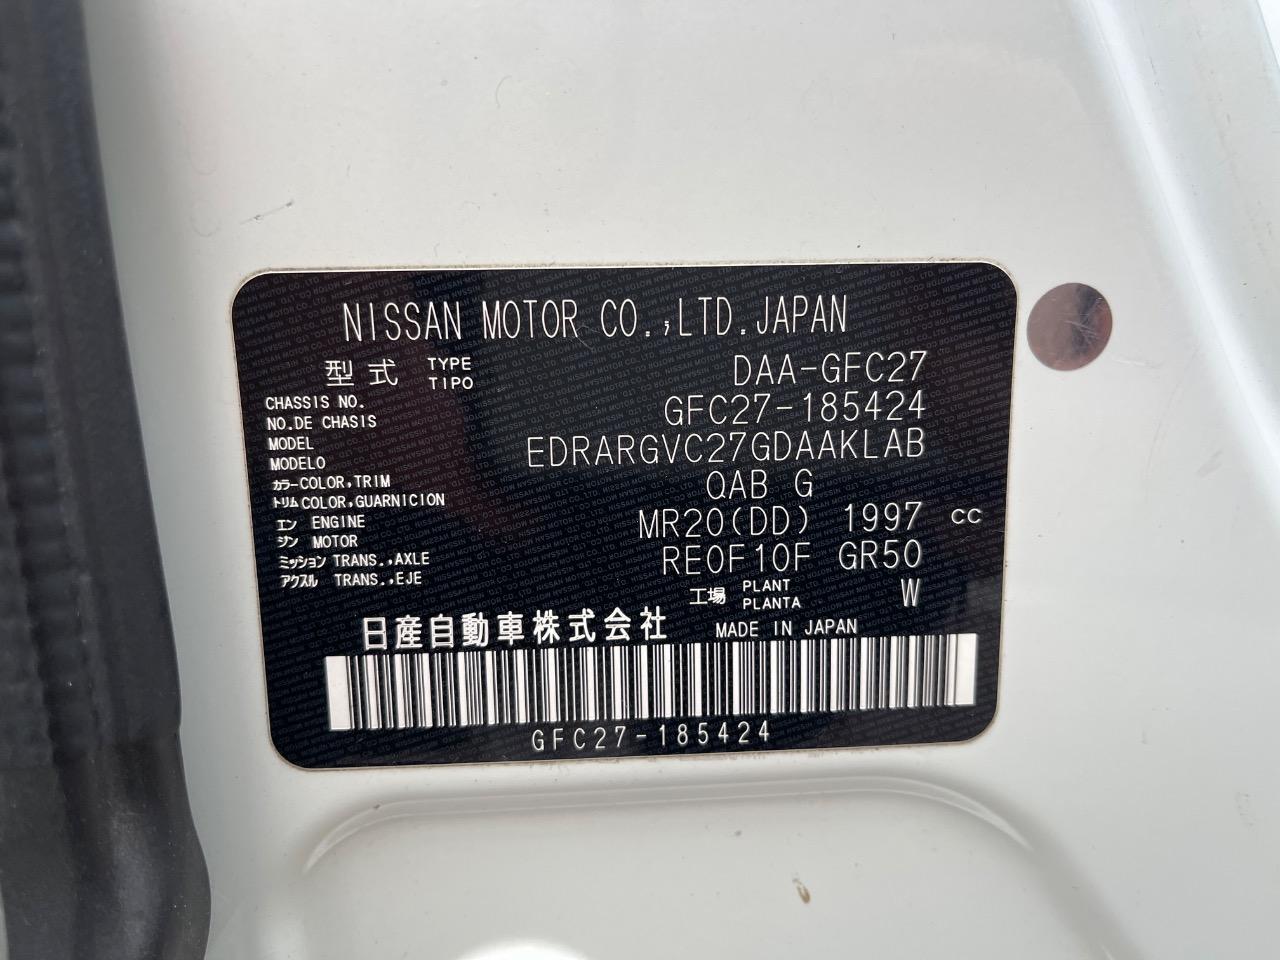 NISSAN MOTOR CO.,LTD.JAPAN
型式 TYPE TIPO DAA-GFC27
CHASSIS NO.
NO.DE CHASIS GFC27-185424
MODEL
MODELO EDRARGVC27GDAAKLAB
カラーCOLOR,TRIM
トリムCOLOR,GUARNICION QAB G
エン ENGINE
ジン MOTOR MR20(DD) 1997 CC
ミッション TRANS.,AXLE
アクスル TRANS.,EJE RE0F10F GR50
工場 PLANT PLANTA W
日産自動車株式会社 MADE IN JAPAN
GFC27-185424